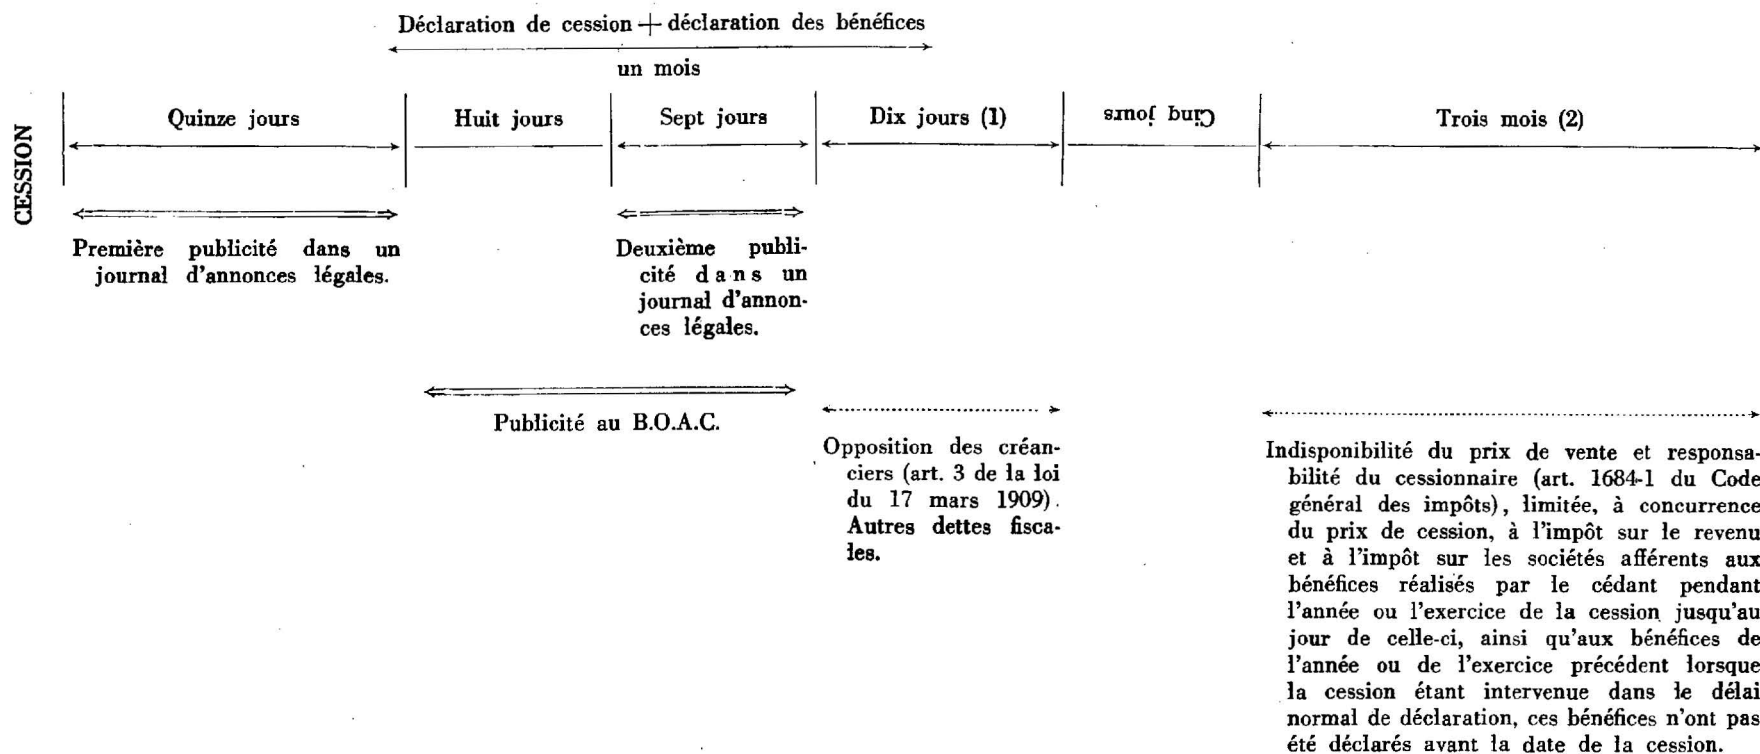 Déclaration de cession + déclaration des bénéfices
un mois
CESSION
Quinze jours
Huit jours
Sept jours
Dix jours (1)
Cinq jours
Trois mois (2)
Première publicité dans un
journal d'annonces légales.
Deuxième publi-
cité dans un
journal d'annon-
ces légales.
Publicité au B.O.A.C.
Opposition des créan-
ciers (art. 3 de la loi
du 17 mars 1909).
Autres dettes fisca-
les.
Indisponibilité du prix de vente et responsa-
bilité du cessionnaire (art. 1684-1 du Code
général des impôts), limitée, à concurrence
du prix de cession, à l'impôt sur le revenu
et à l'impôt sur les sociétés afférents aux
bénéfices réalisés par le cédant pendant
l'année ou l'exercice de la cession jusqu'au
jour de celle-ci, ainsi qu'aux bénéfices de
l'année ou de l'exercice précédent lorsque
la cession étant intervenue dans le délai
normal de déclaration, ces bénéfices n'ont pas
été déclarés avant la date de la cession.